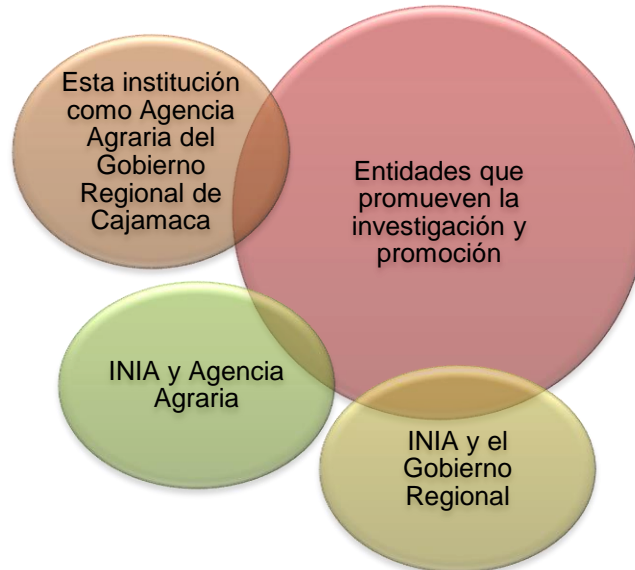 Esta institución
como Agencia
Agraria del
Gobierno
Regional de
Cajamaca
Entidades que
promueven la
investigación y
promoción
INIA y Agencia
Agraria
INIA y el
Gobierno
Regional